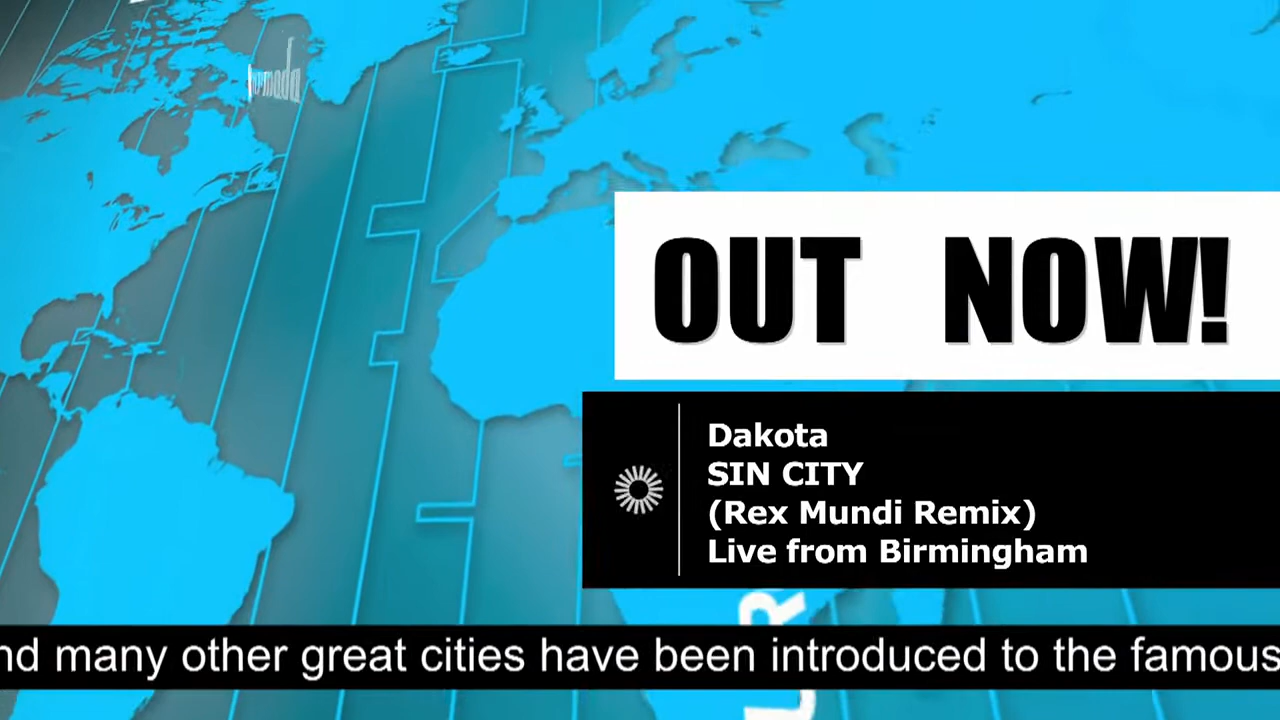 armada
OUT NOW!
Dakota
SIN CITY
(Rex Mundi Remix)
Live from Birmingham
nd many other great cities have been introduced to the famous